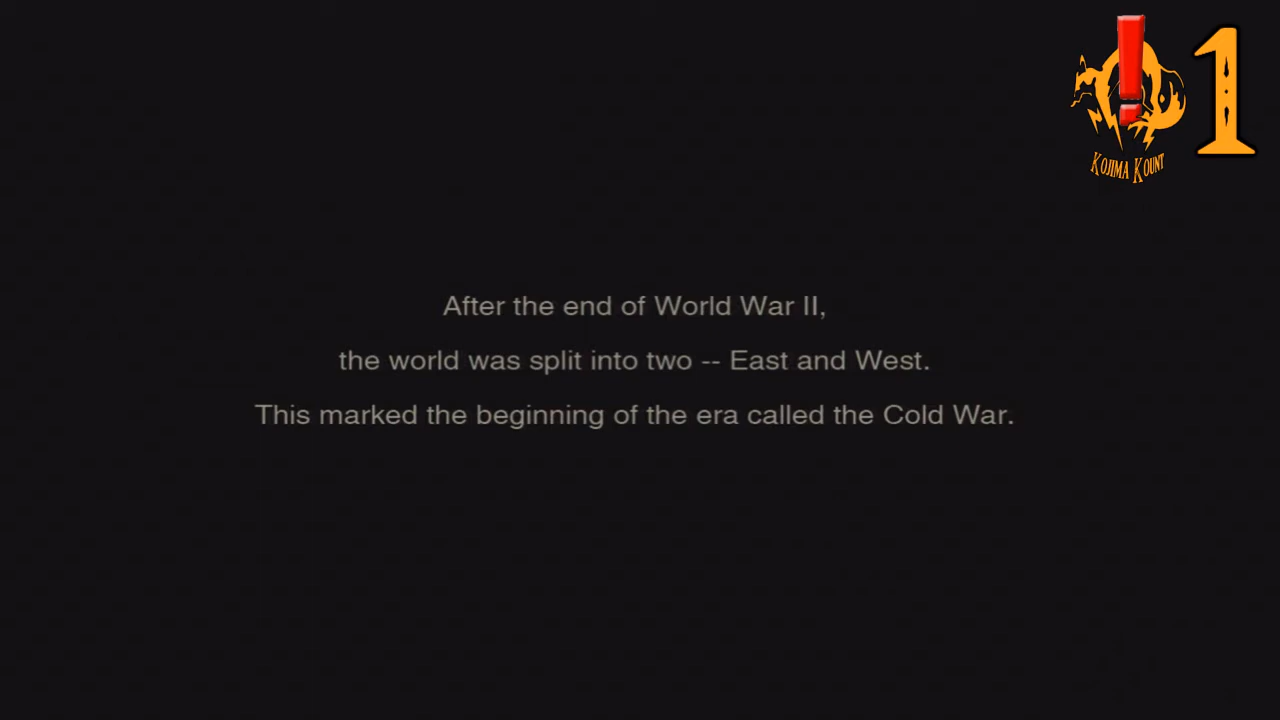 1
KOJIMA KOUNT
After the end of World War II,
the world was split into two -- East and West.
This marked the beginning of the era called the Cold War.